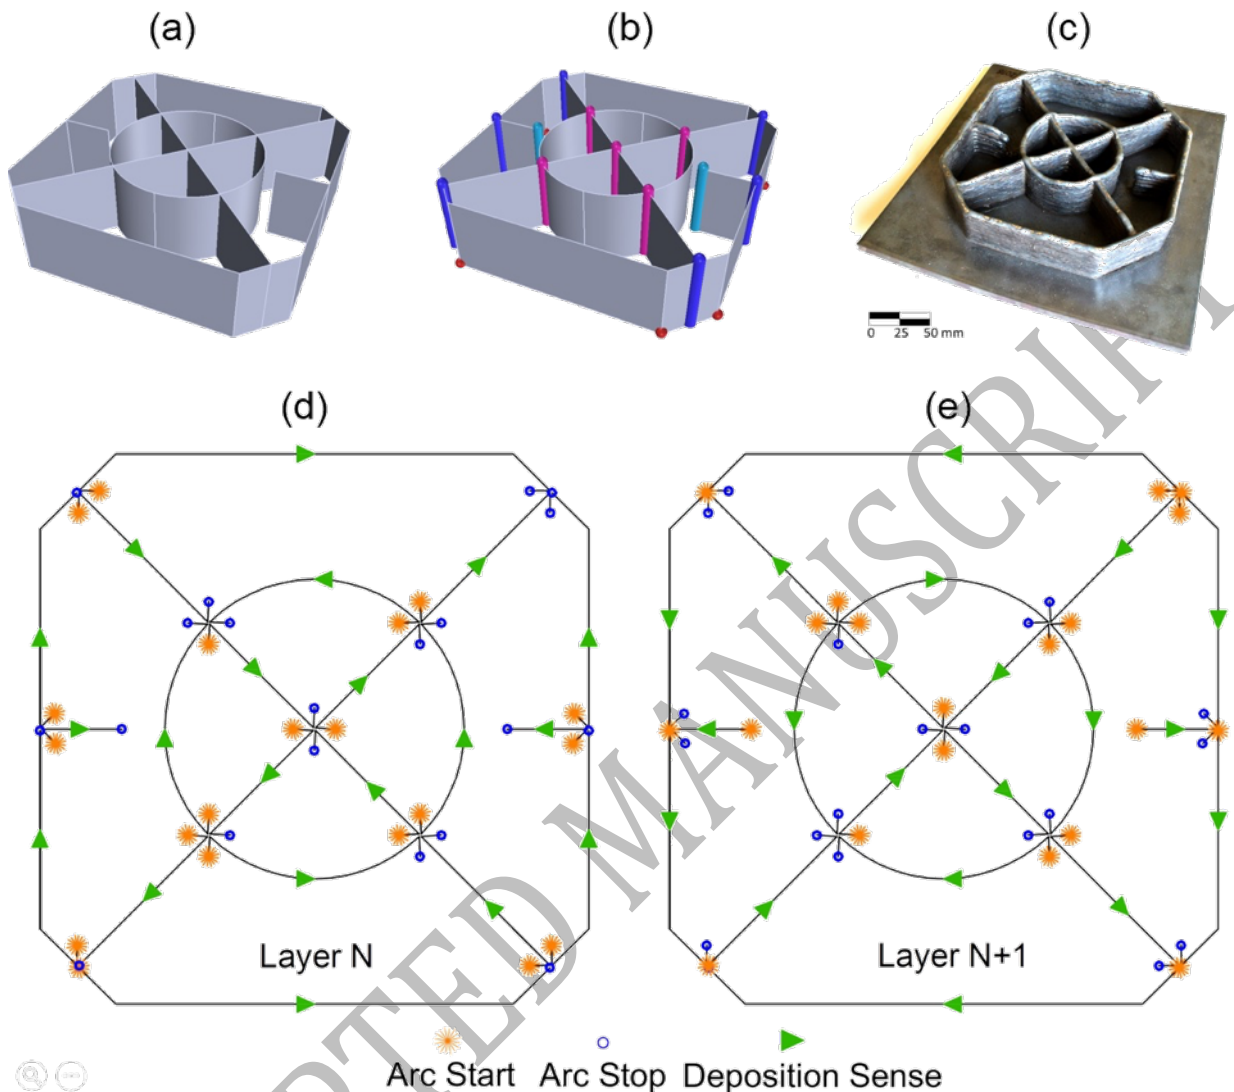 (a)
(b)
(c)
0 25 50 mm
(d)
(e)
Layer N
Layer N+1
Arc Start
Arc Stop
Deposition Sense
ACCEPTED MANUSCRIPT